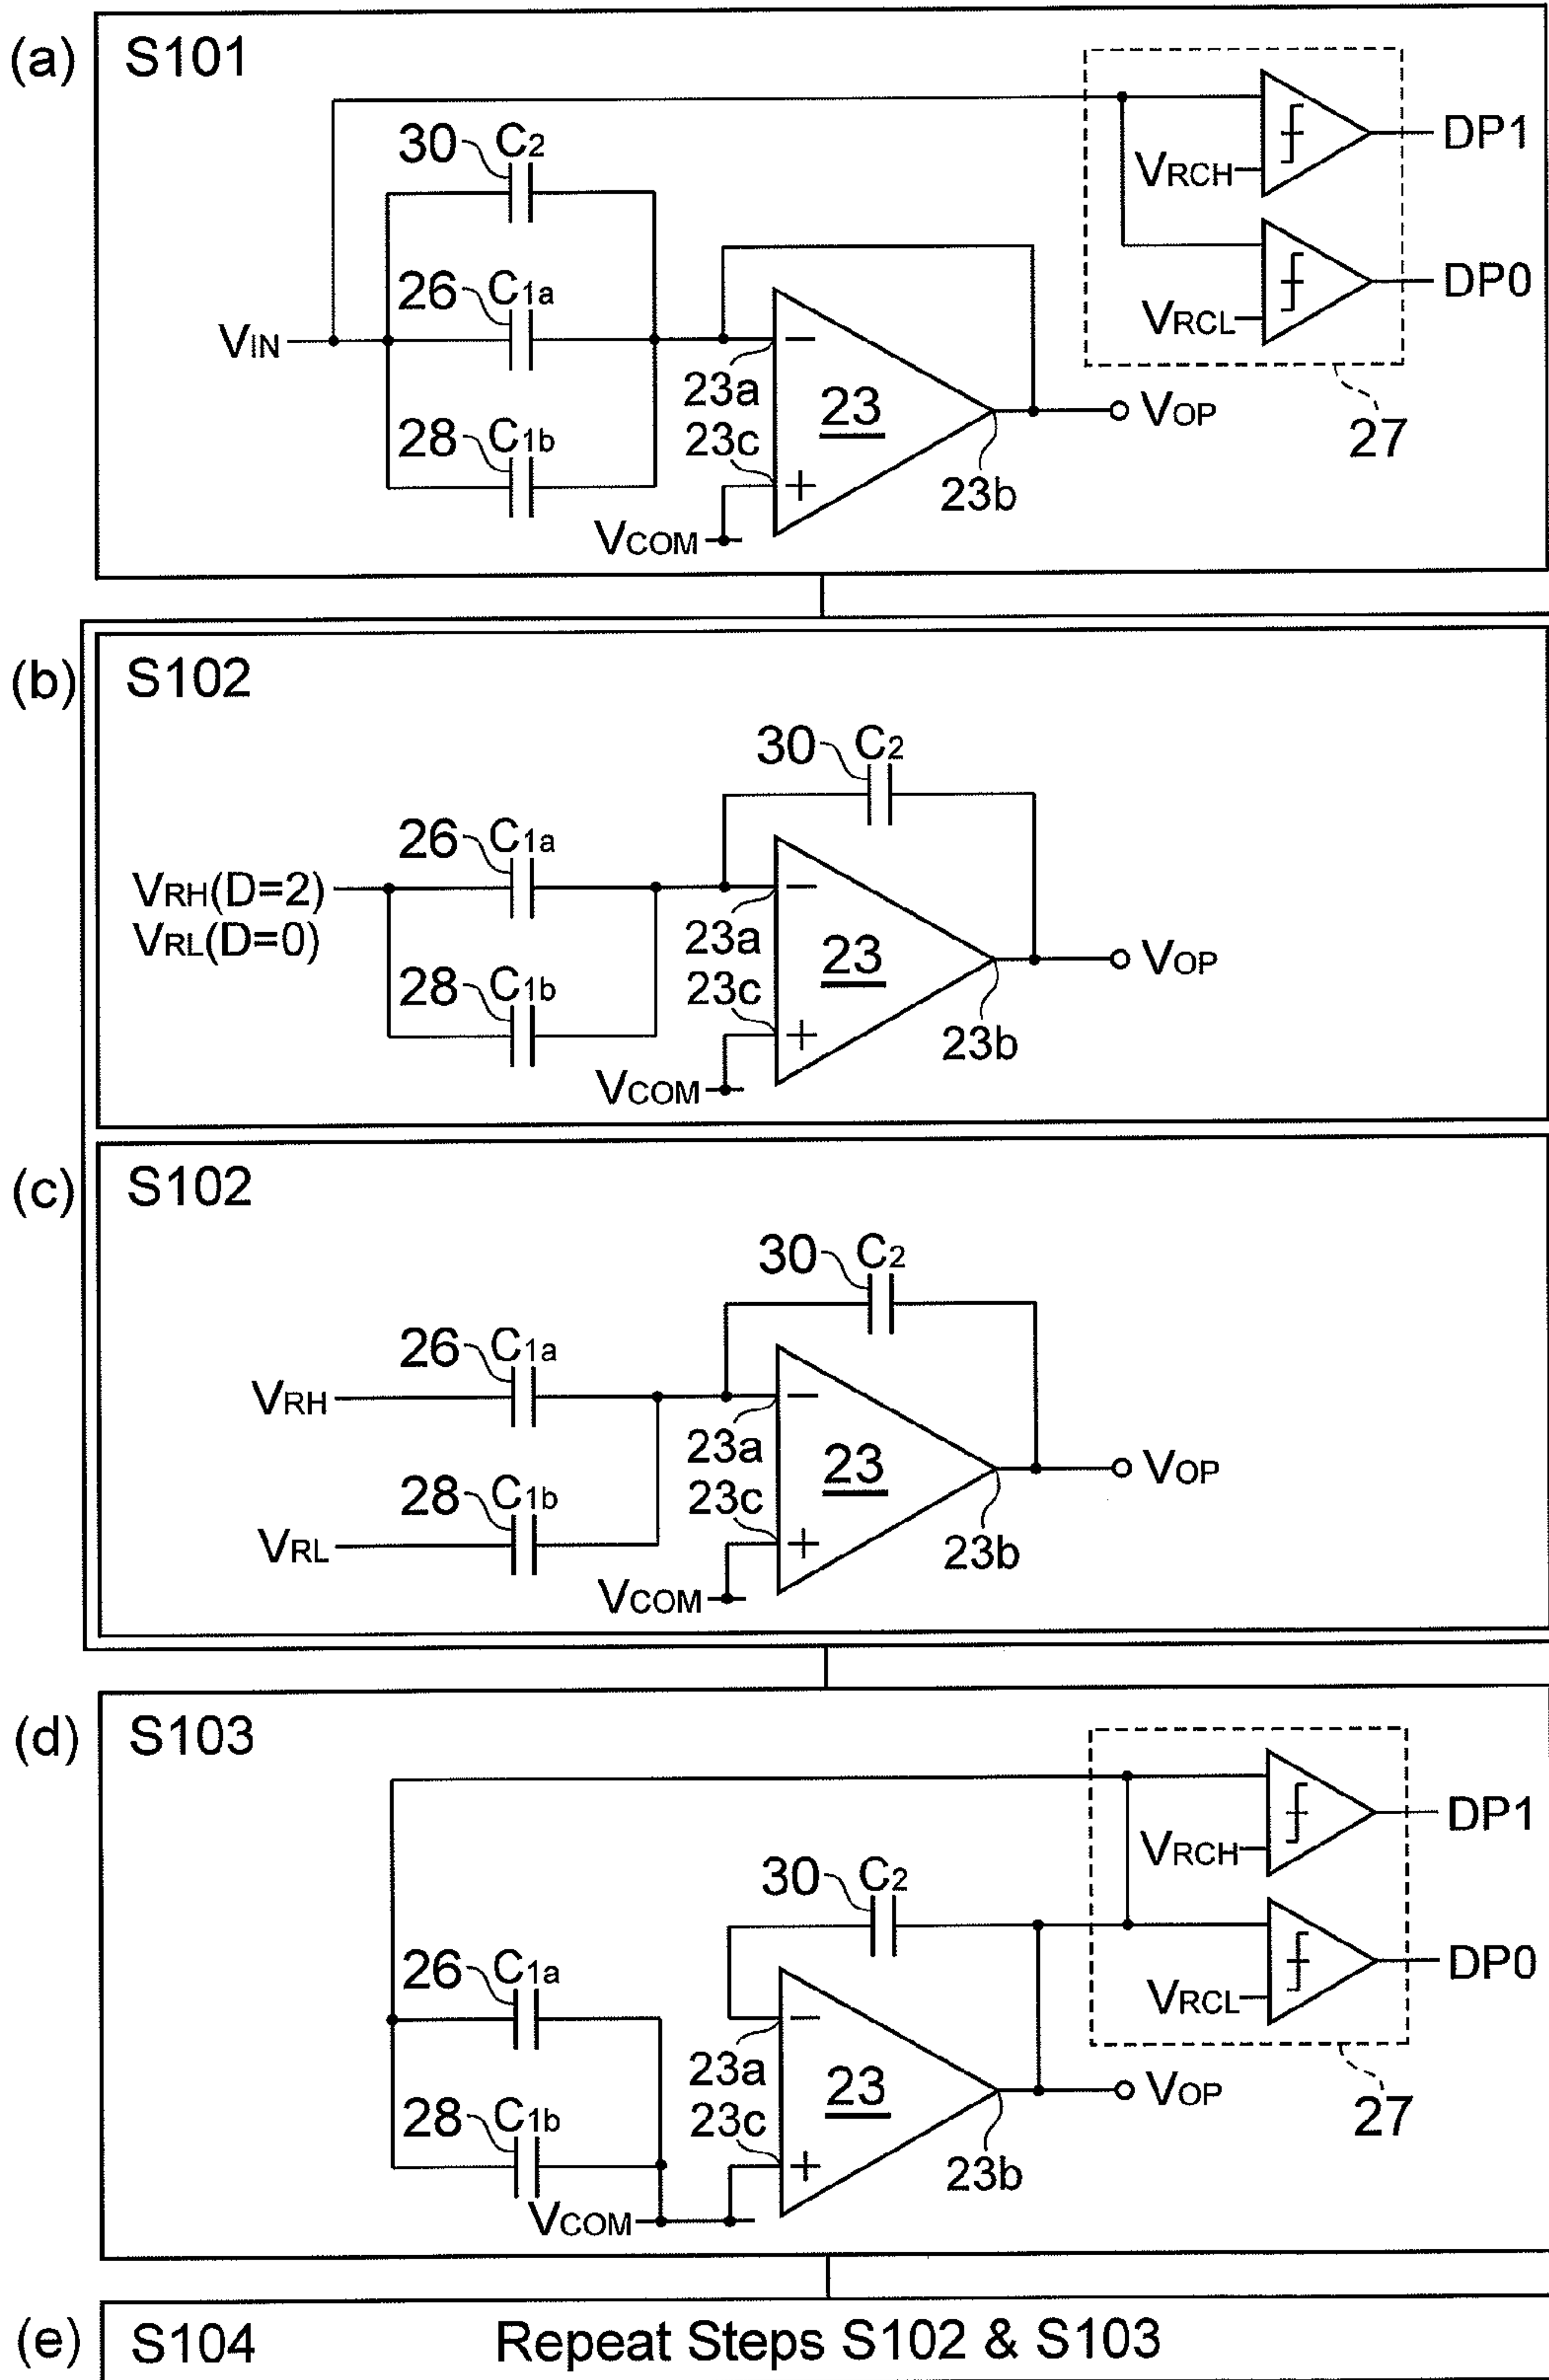 (a)
S101
30 C2
26 C1a
28 C1b
VIN
23a
23c
23
23b
VCOM
VOP
VRCH
DP1
VRCL
DP0
27
(b)
S102
30 C2
26 C1a
VRH(D=2)
VRL(D=0)
28 C1b
23a
23c
23
23b
VCOM
VOP
(c)
S102
30 C2
26 C1a
VRH
28 C1b
VRL
23a
23c
23
23b
VCOM
VOP
(d)
S103
VRCH
DP1
30 C2
26 C1a
VRCL
DP0
27
28 C1b
23a
23c
23
23b
VCOM
VOP
(e)
S104 Repeat Steps S102 & S103